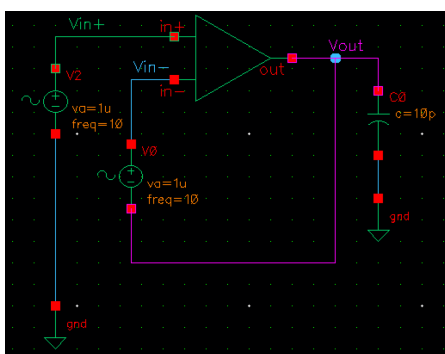 Vin+
in+
Vout
Vin-
in-
out
V2
va=.1u
freq=10
C0
c=10p
V0
va=1u
freq=10
gnd
gnd